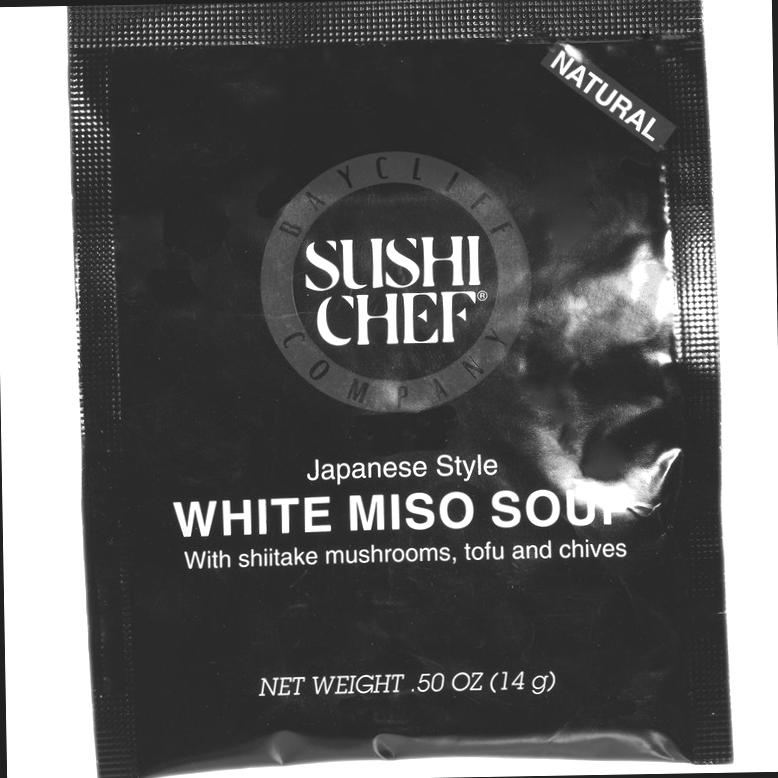 NATURAL
BAYCLIFF
SUSHI
CHEF®
COMPANY
Japanese Style
WHITE MISO SOUP
With shiitake mushrooms, tofu and chives
NET WEIGHT .50 OZ (14 g)